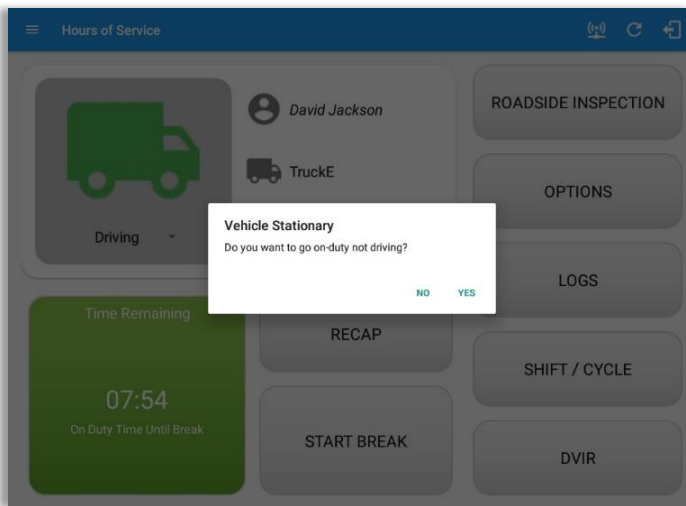 Hours of Service
David Jackson
TruckE
Driving
ROADSIDE INSPECTION
OPTIONS
LOGS
SHIFT / CYCLE
DVIR
Vehicle Stationary
Do you want to go on-duty not driving?
NO YES
Time Remaining
07:54
On Duty Time Until Break
RECAP
START BREAK